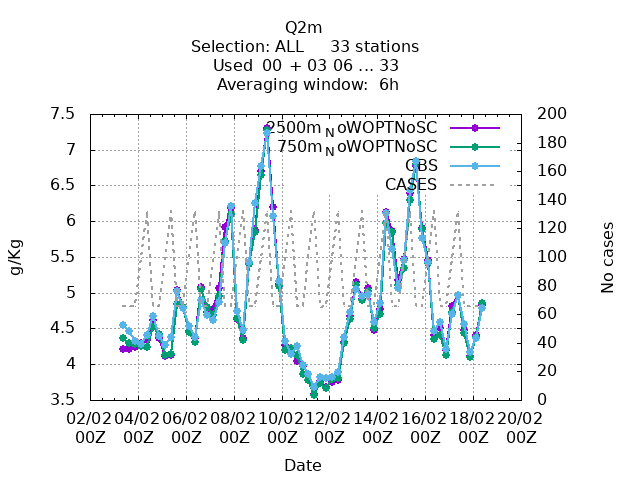 Q2m
Selection: ALL 33 stations
Used 00 + 03 06 ... 33
Averaging window: 6h
7.5
7
6.5
6
5.5
5
4.5
4
3.5
g/Kg
200
180
160
140
120
100
80
60
40
20
0
No cases
2500m NoWOPTNoSC
750m NoWOPTNoSC
OBS
CASES
02/02 04/02 06/02 08/02 10/02 12/02 14/02 16/02 18/02 20/02
00Z 00Z 00Z 00Z 00Z 00Z 00Z 00Z 00Z 00Z
Date